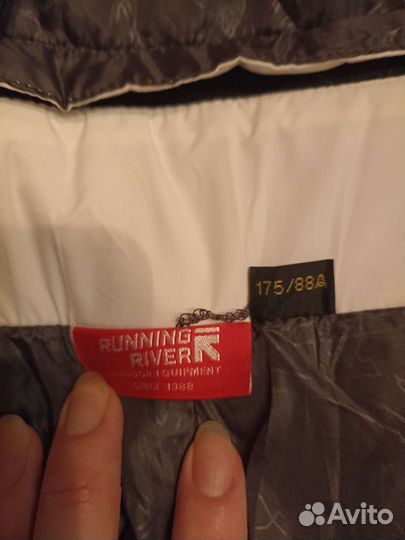 175/88A
RUNNING
RIVER
OUTDOOR EQUIPMENT
SINCE 1988
Avito